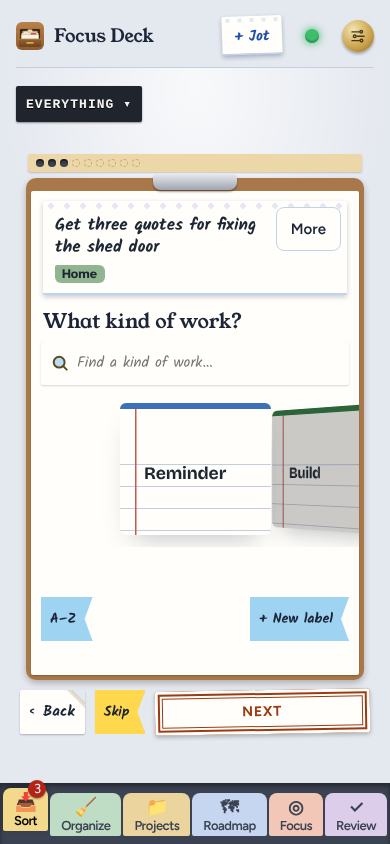 Focus Deck
+ Jot
EVERYTHING ▾
Get three quotes for fixing
the shed door
More
Home
What kind of work?
Find a kind of work...
Reminder
Build
A–Z
+ New label
‹ Back
Skip
NEXT
3
Sort
Organize
Projects
Roadmap
Focus
Review